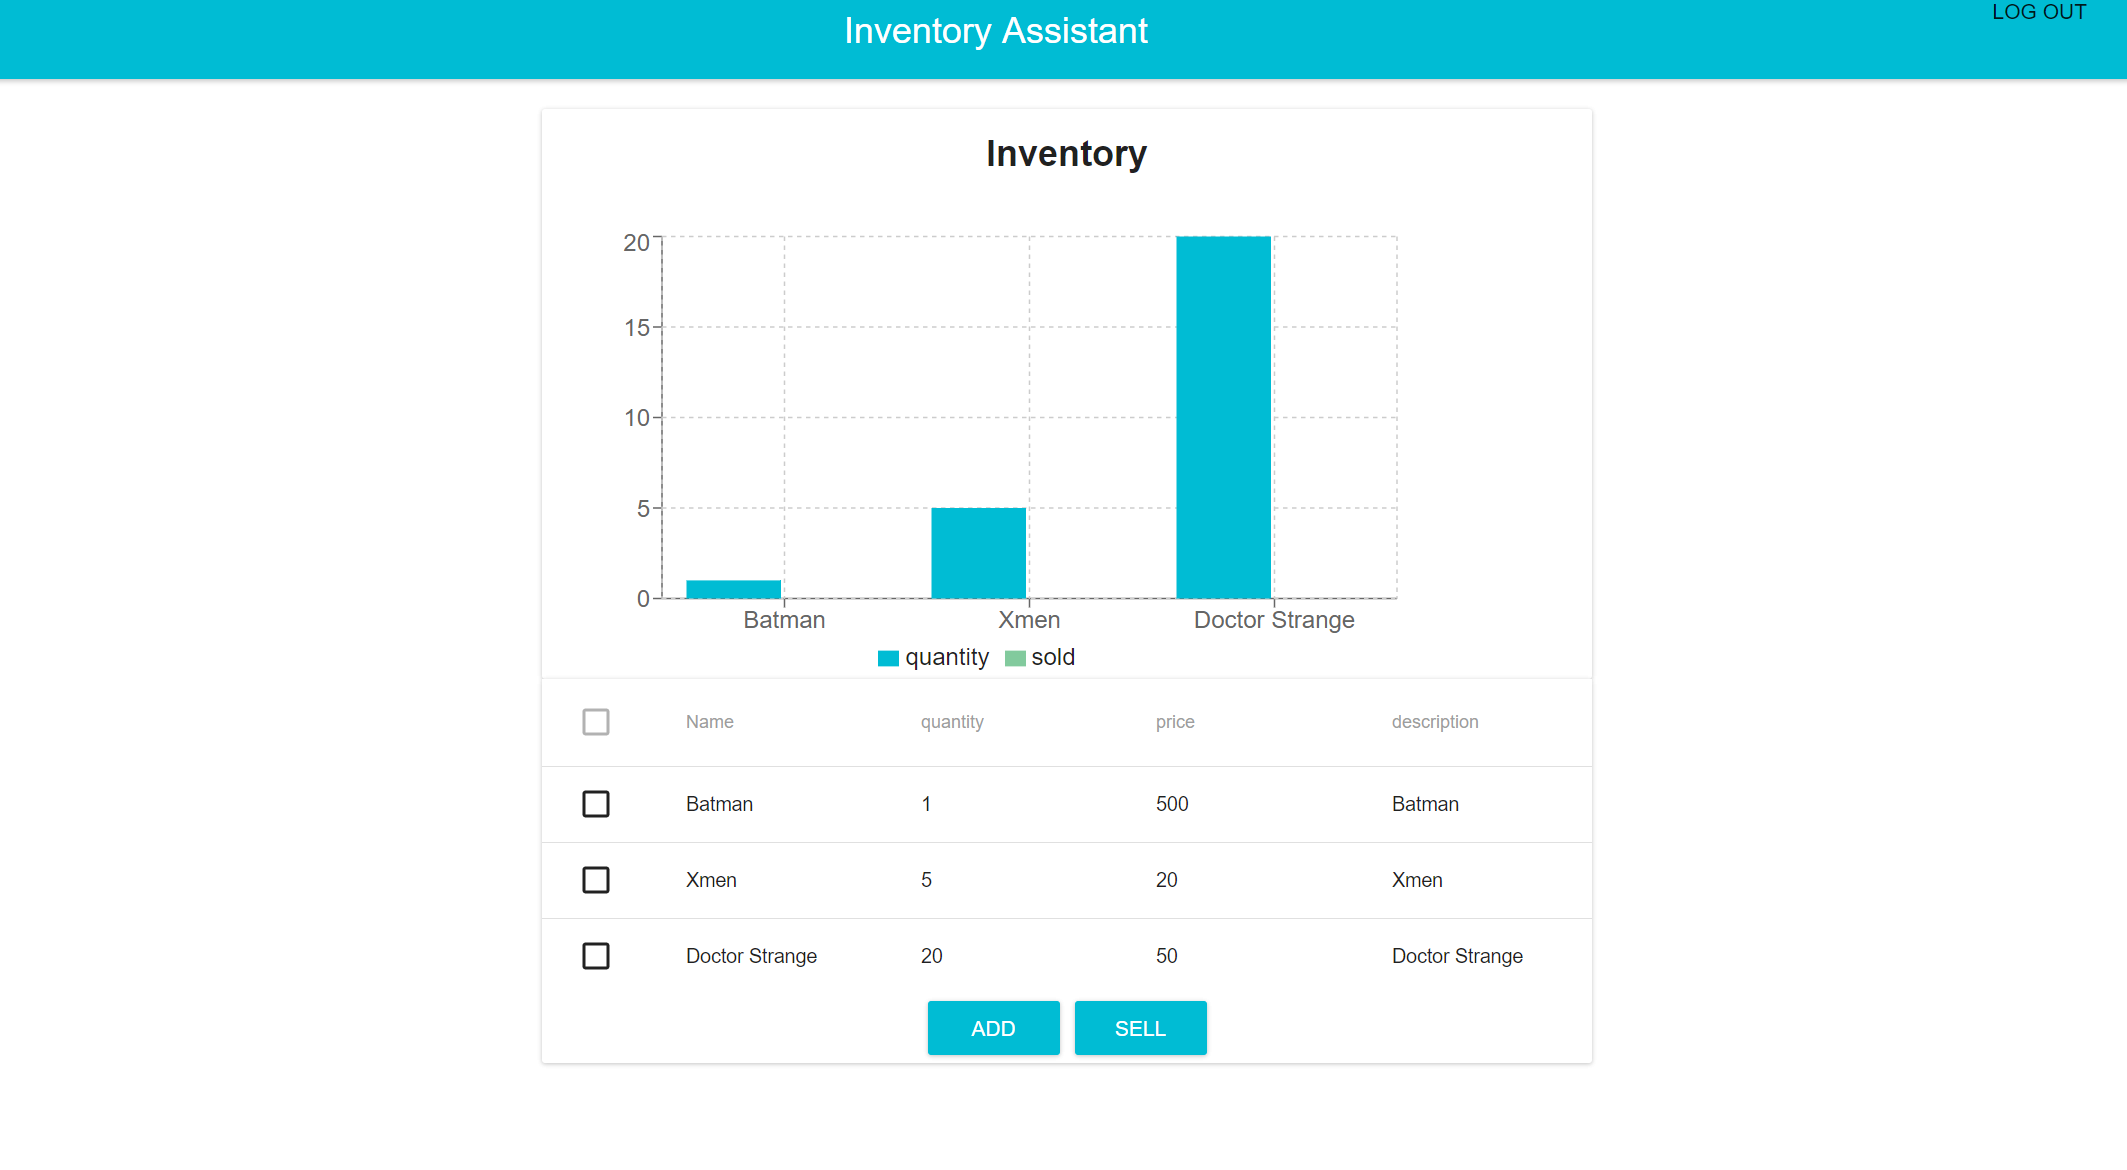 Inventory Assistant
LOG OUT
Inventory
20
15
10
5
0
Batman Xmen Doctor Strange
quantity sold
Name quantity price description
Batman 1 500 Batman
Xmen 5 20 Xmen
Doctor Strange 20 50 Doctor Strange
ADD SELL